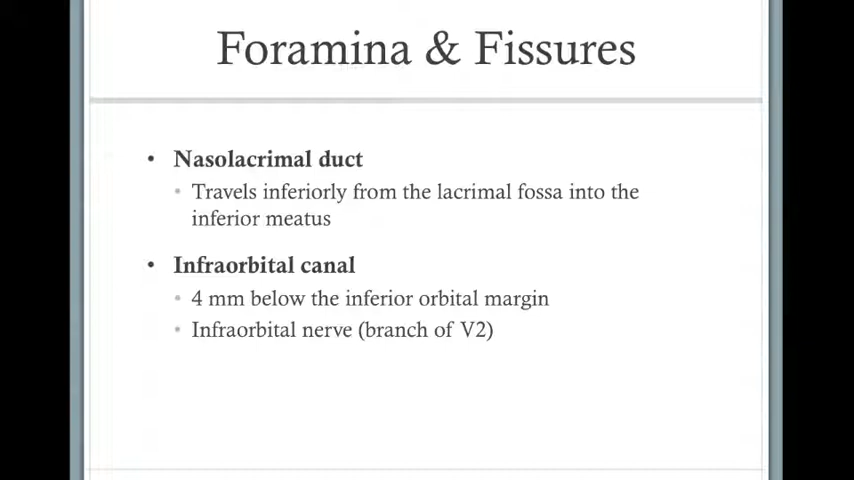 Foramina & Fissures
• Nasolacrimal duct
• Travels inferiorly from the lacrimal fossa into the
inferior meatus
• Infraorbital canal
• 4 mm below the inferior orbital margin
• Infraorbital nerve (branch of V2)